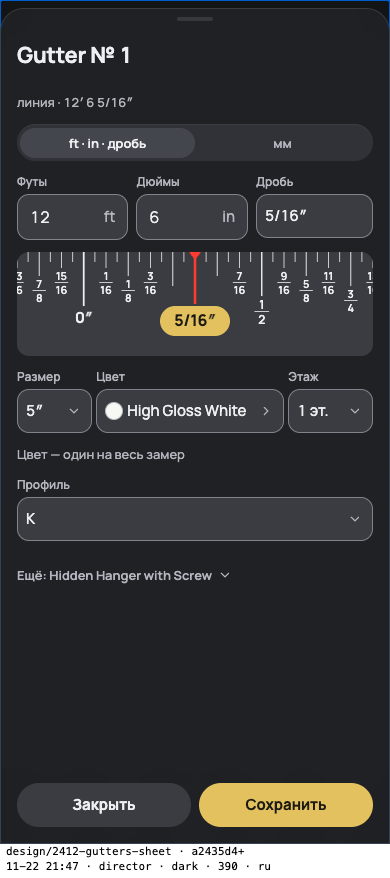 Gutter № 1
линия · 12′ 6 5/16″
ft · in · дробь мм
Футы Дюймы Дробь
12 ft 6 in 5/16″
7/8 15/16 1/16 1/8 3/16 7/16 9/16 5/8 11/16
0″ 5/16″ 1/2 3/4
Размер Цвет Этаж
5″ High Gloss White 1 эт.
Цвет — один на весь замер
Профиль
K
Ещё: Hidden Hanger with Screw
Закрыть Сохранить
design/2412-gutters-sheet · a2435d4+
11-22 21:47 · director · dark · 390 · ru